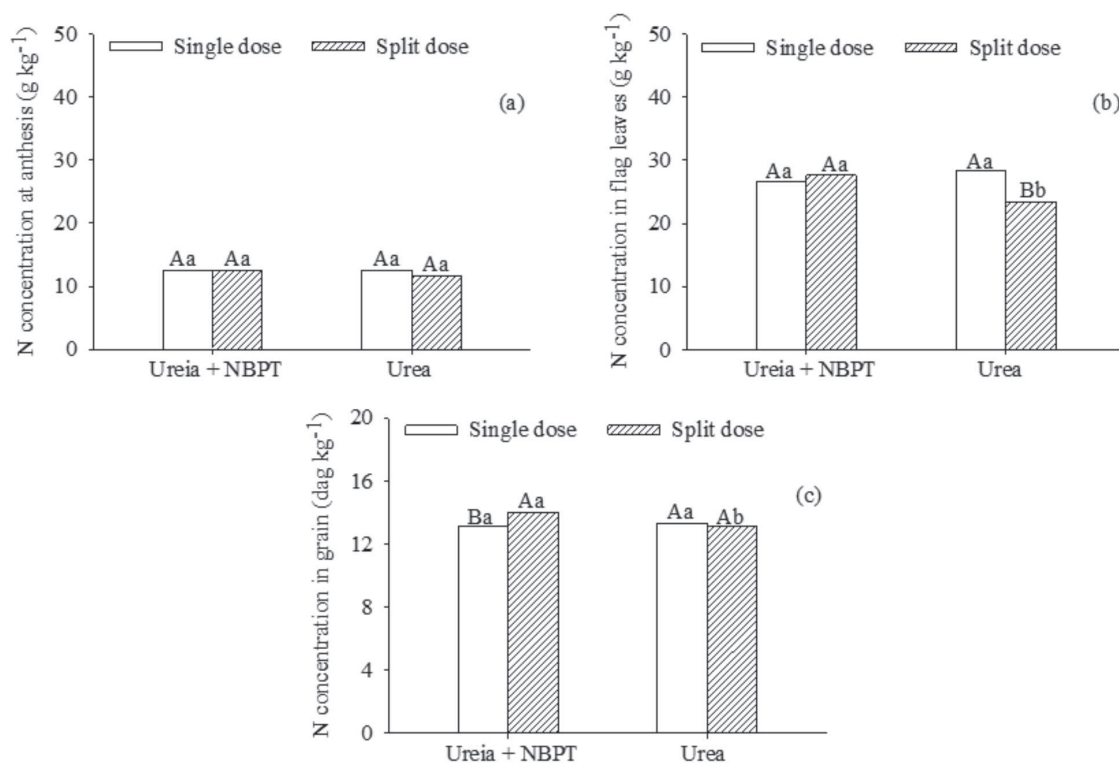 N concentration at anthesis (g kg⁻¹)
50
40
30
20
10
0
Single dose
Split dose
(a)
Aa
Aa
Aa
Aa
Ureia + NBPT
Urea
N concentration in flag leaves (g kg⁻¹)
50
40
30
20
10
0
Single dose
Split dose
(b)
Aa
Aa
Aa
Bb
Ureia + NBPT
Urea
N concentration in grain (dag kg⁻¹)
20
16
12
8
4
0
Single dose
Split dose
(c)
Ba
Aa
Aa
Ab
Ureia + NBPT
Urea